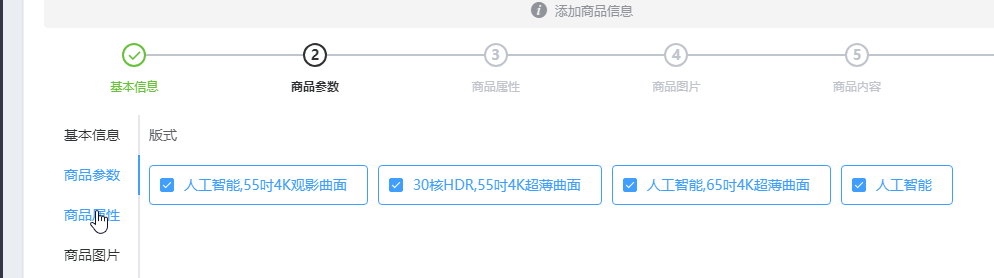 添加商品信息
2
3
4
5
基本信息
商品参数
商品属性
商品图片
商品内容
基本信息
版式
商品参数
人工智能,55吋4K观影曲面
30核HDR,55吋4K超薄曲面
人工智能,65吋4K超薄曲面
人工智能
商品属性
商品图片